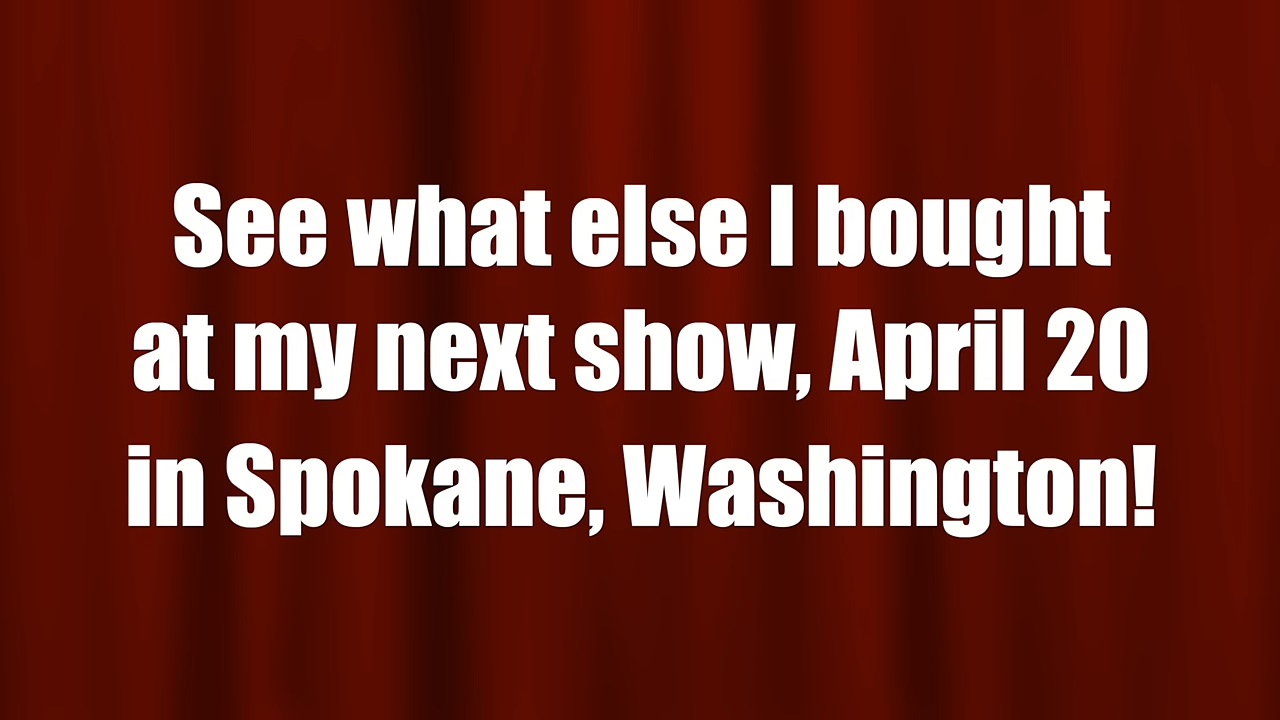 See what else I bought
at my next show, April 20
in Spokane, Washington!